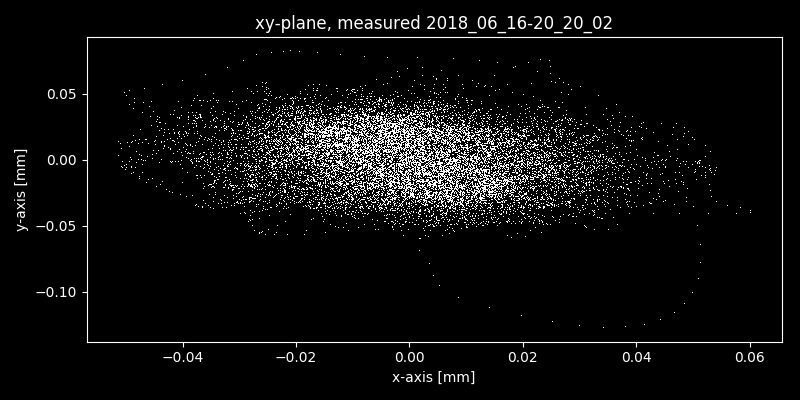 xy-plane, measured 2018_06_16-20_20_02
0.05
0.00
−0.05
−0.10
y-axis [mm]
−0.04 −0.02 0.00 0.02 0.04 0.06
x-axis [mm]